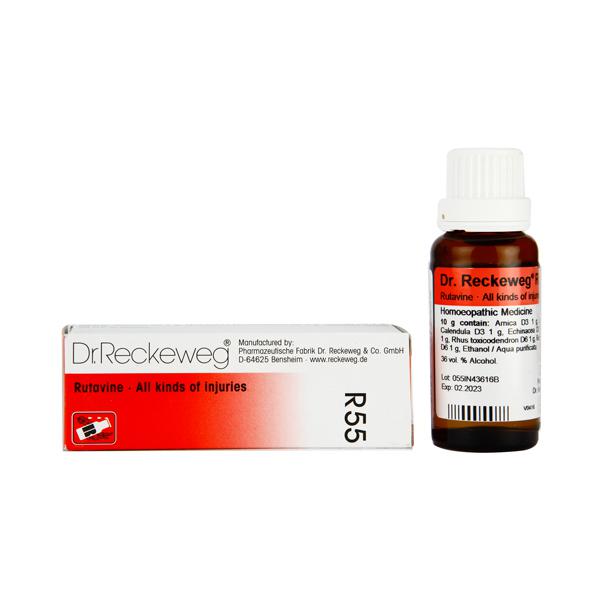 Dr.Reckeweg®
Manufactured by:
Pharmazeutische Fabrik Dr. Reckeweg & Co. GmbH
D-64625 Bensheim · www.reckeweg.de
Rutavine · All kinds of injuries
R55
Dr. Reckeweg® R
Rutavine · All kinds of injuries
Homoeopathic Medicine
10 g contain: Arnica D3 1 g
Calendula D3 1 g, Echinacea D
1 g, Rhus toxicodendron D6 1 g,
D6 1 g, Ethanol / Aqua purificata
36 vol. % Alcohol.
Lot: 055IN43616B
Exp: 02.2023
V0416